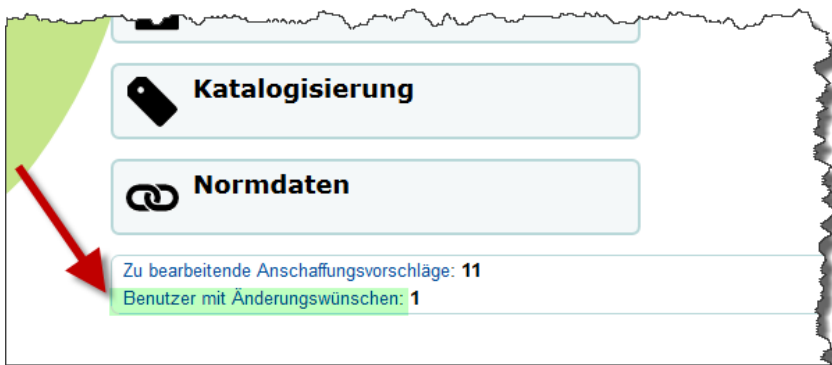 Katalogisierung
Normdaten
Zu bearbeitende Anschaffungsvorschläge: 11
Benutzer mit Änderungswünschen: 1